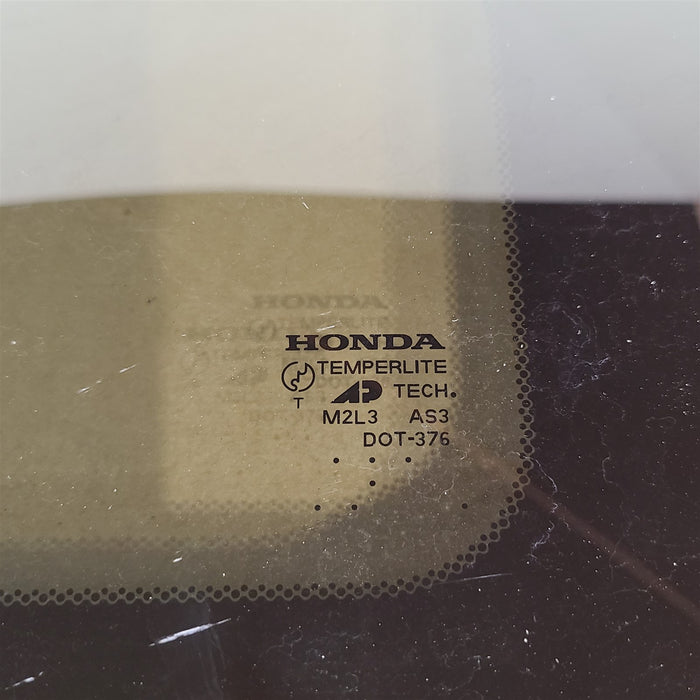 HONDA
TEMPERLITE
AP TECH.
T
M2L3 AS3
DOT-376